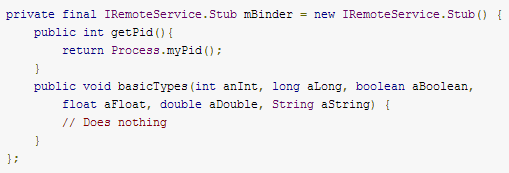 private final IRemoteService.Stub mBinder = new IRemoteService.Stub() {
    public int getPid(){
        return Process.myPid();
    }
    public void basicTypes(int anInt, long aLong, boolean aBoolean,
        float aFloat, double aDouble, String aString) {
        // Does nothing
    }
};